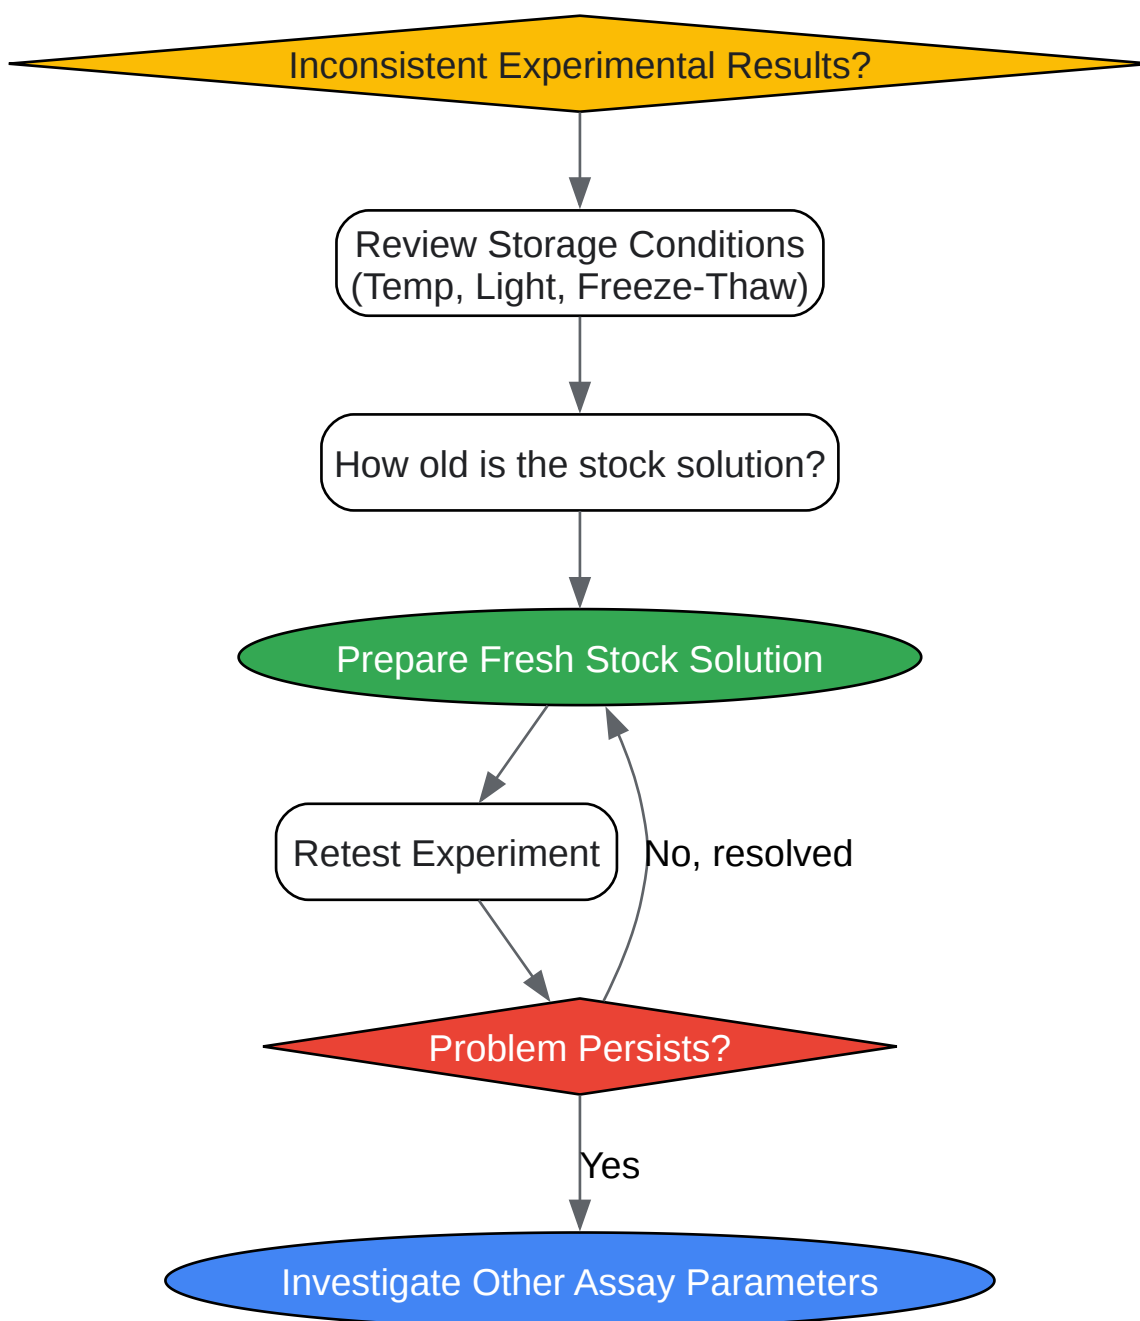 Inconsistent Experimental Results?
Review Storage Conditions
(Temp, Light, Freeze-Thaw)
How old is the stock solution?
Prepare Fresh Stock Solution
Retest Experiment
No, resolved
Problem Persists?
Yes
Investigate Other Assay Parameters